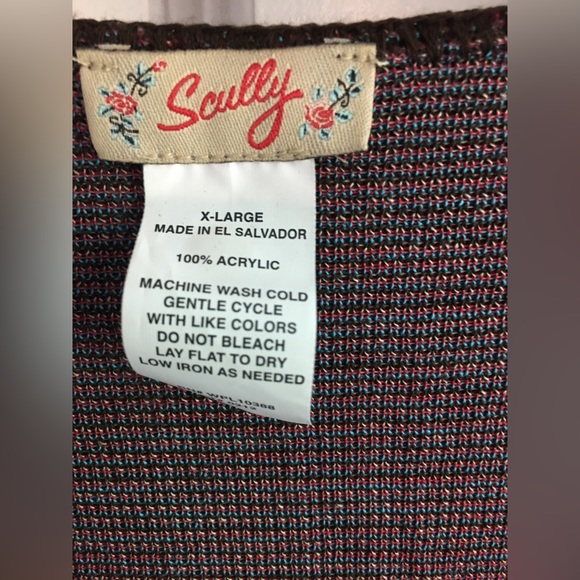 Scully
X-LARGE
MADE IN EL SALVADOR
100% ACRYLIC
MACHINE WASH COLD
GENTLE CYCLE
WITH LIKE COLORS
DO NOT BLEACH
LAY FLAT TO DRY
LOW IRON AS NEEDED
WPL10388